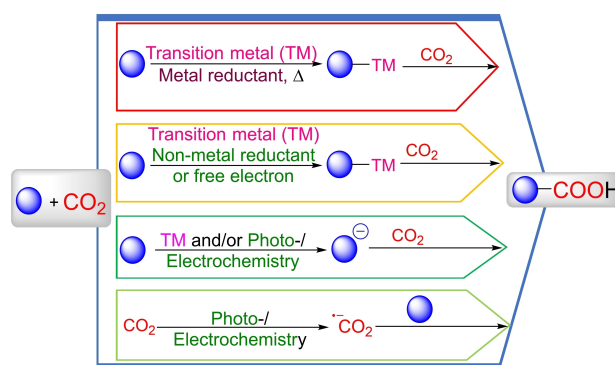 Transition metal (TM)
Metal reductant, Δ
TM
CO2
Transition metal (TM)
Non-metal reductant
or free electron
TM
CO2
+ CO2
COOH
TM and/or Photo-/
Electrochemistry
⊖
CO2
CO2
Photo-/
Electrochemistry
·−CO2